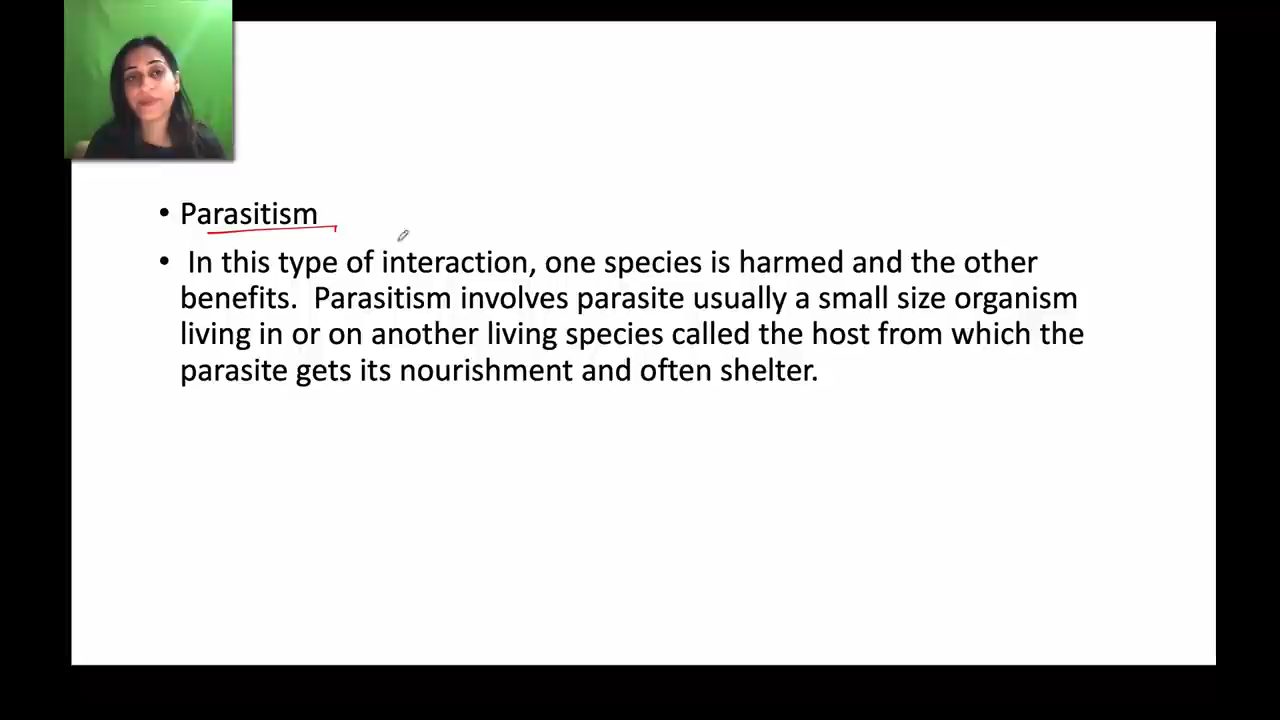 • Parasitism
• In this type of interaction, one species is harmed and the other
benefits. Parasitism involves parasite usually a small size organism
living in or on another living species called the host from which the
parasite gets its nourishment and often shelter.